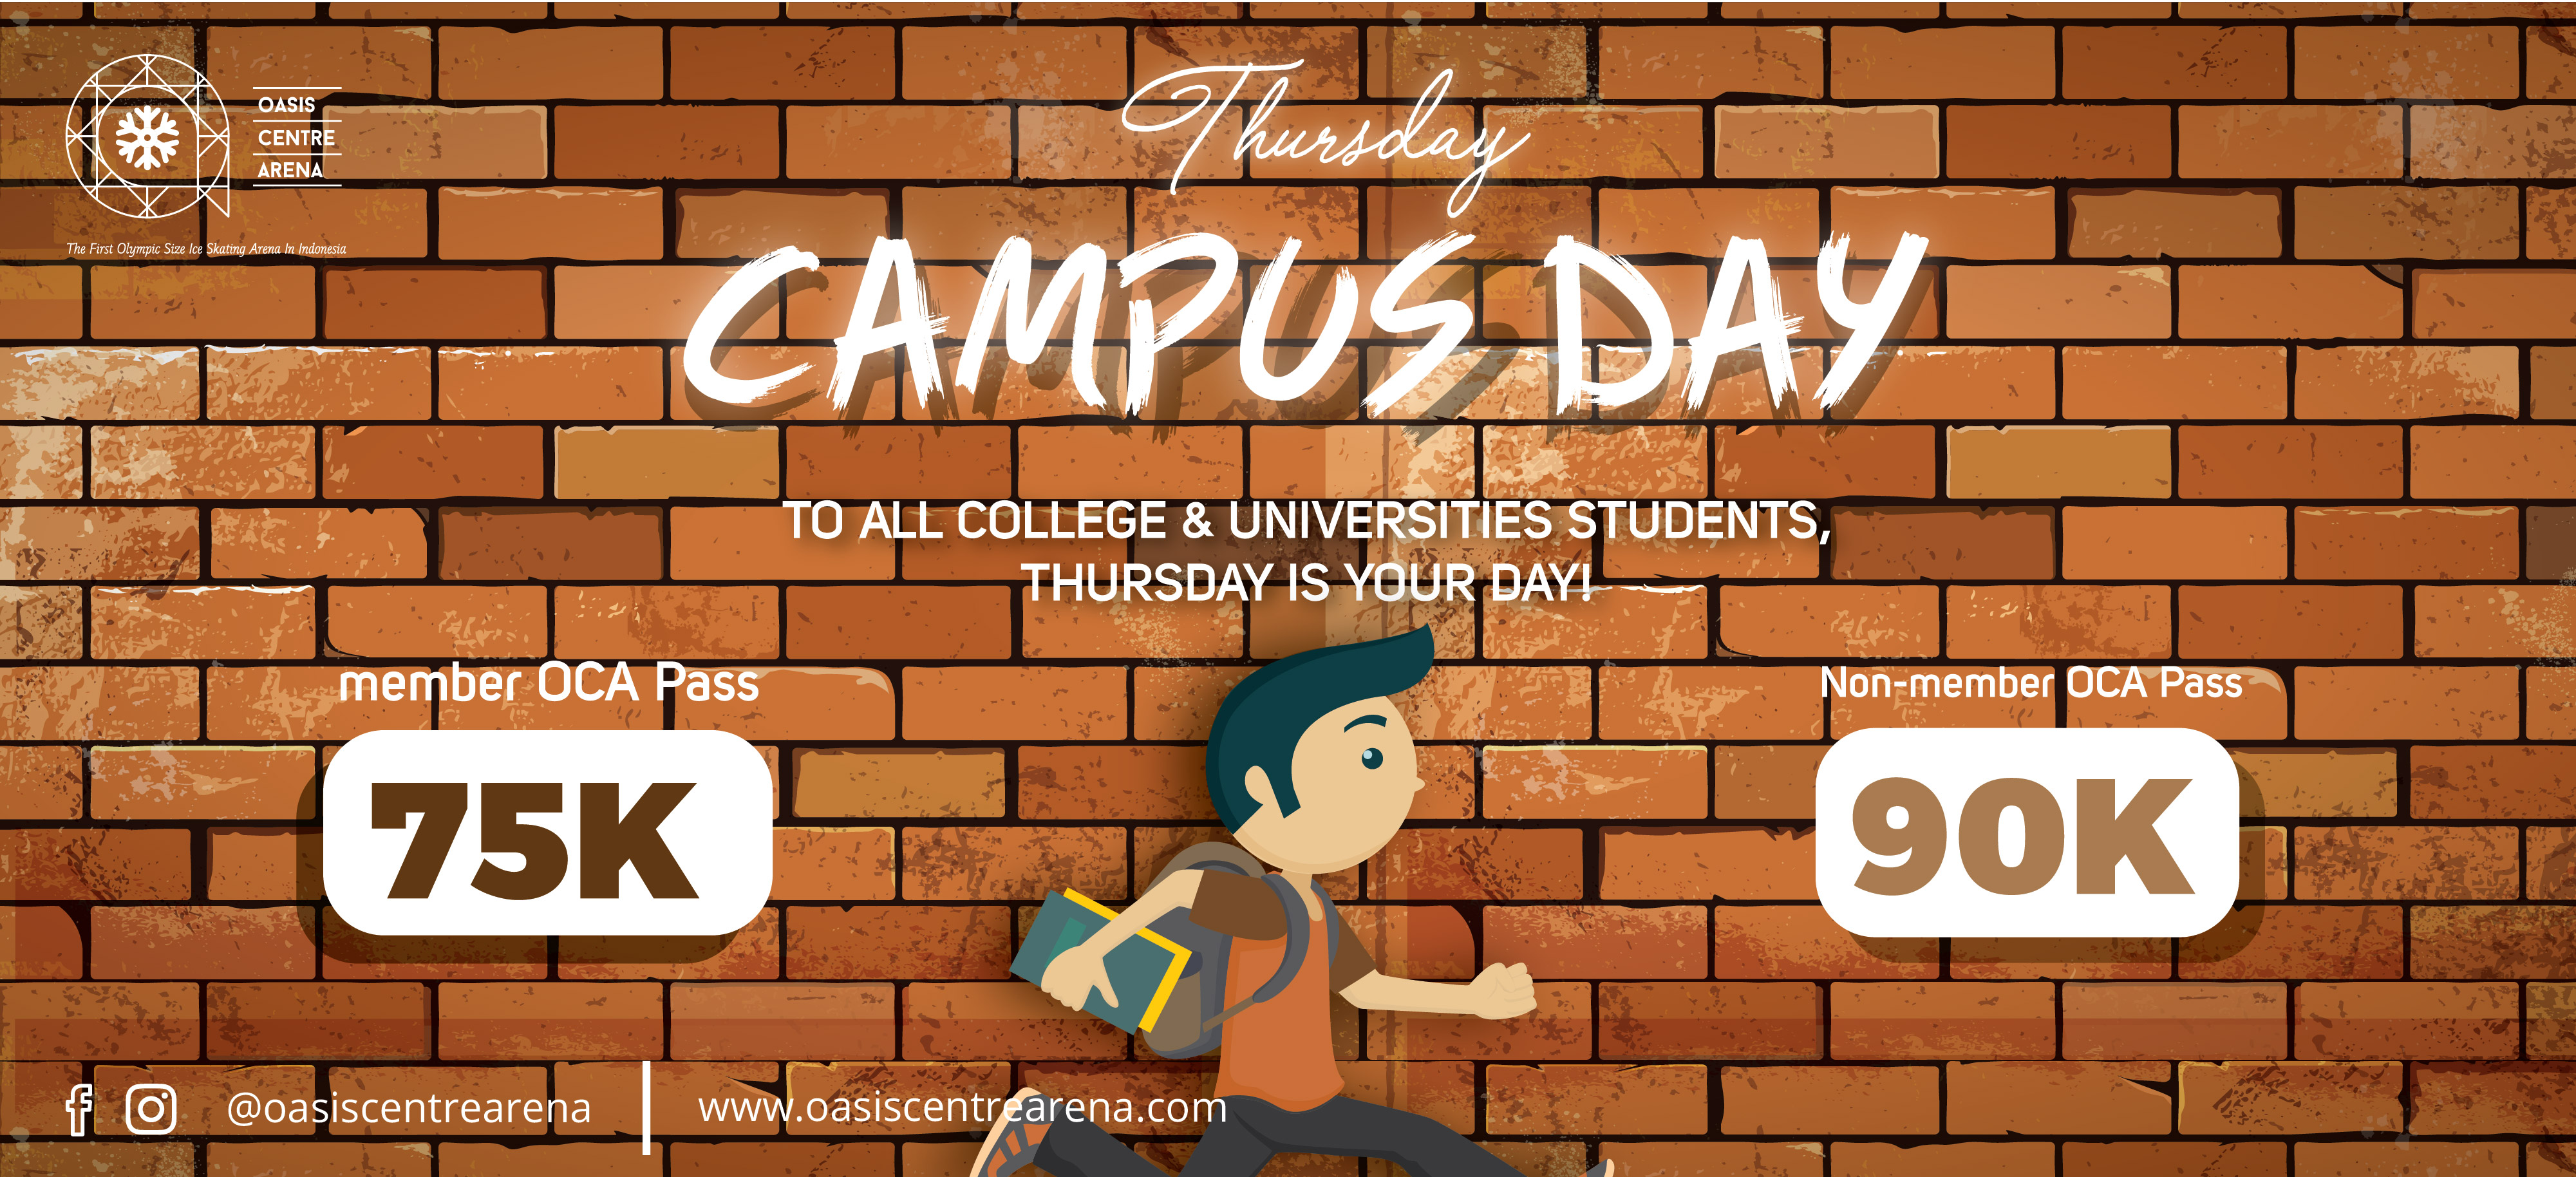 OASIS
CENTRE
ARENA
The First Olympic Size Ice Skating Arena In Indonesia
Thursday
CAMPUS DAY
TO ALL COLLEGE & UNIVERSITIES STUDENTS,
THURSDAY IS YOUR DAY!
member OCA Pass
75K
Non-member OCA Pass
90K
@oasiscentrearena
www.oasiscentrearena.com